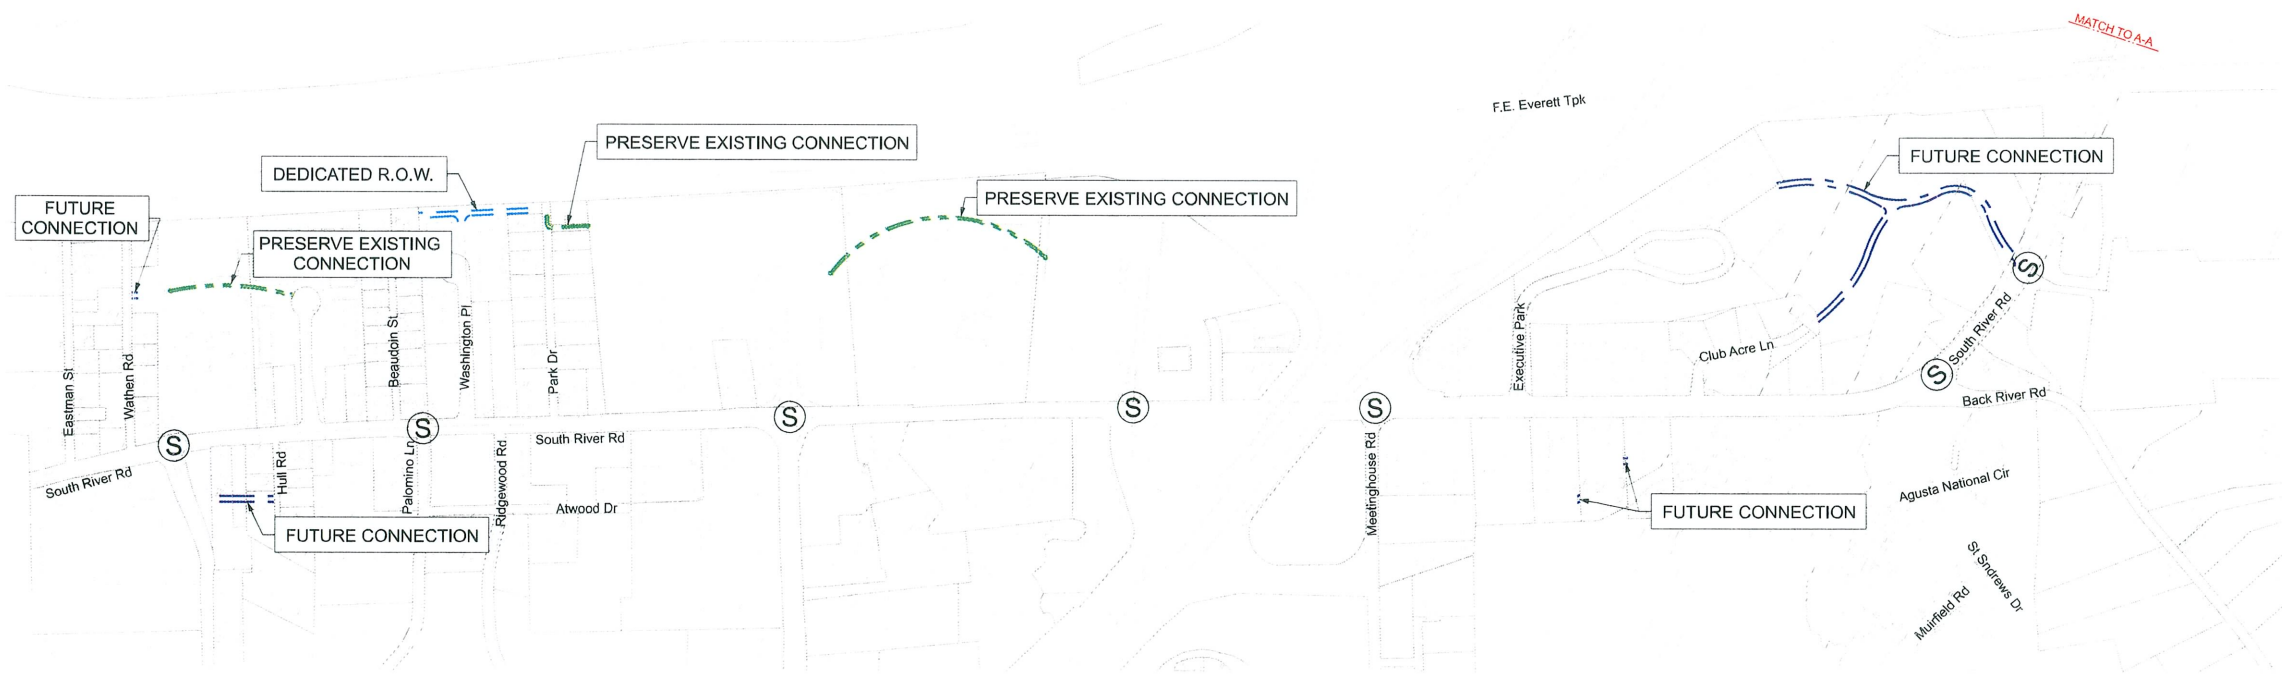 MATCH TO A-A
F.E. Everett Tpk
PRESERVE EXISTING CONNECTION
FUTURE CONNECTION
DEDICATED R.O.W.
PRESERVE EXISTING CONNECTION
FUTURE
CONNECTION
PRESERVE EXISTING
CONNECTION
S
South River Rd
Executive Park
Club Acre Ln
Beaudoin St.
Washington Pl
Park Dr
Wathen Rd
Eastman St
S
Back River Rd
S
S
S
S
S
South River Rd
South River Rd
Hull Rd
Palomino Ln
Ridgewood Rd
Meetinghouse Rd
Atwood Dr
Agusta National Cir
FUTURE CONNECTION
FUTURE CONNECTION
St Sndrews Dr
Muirfield Rd